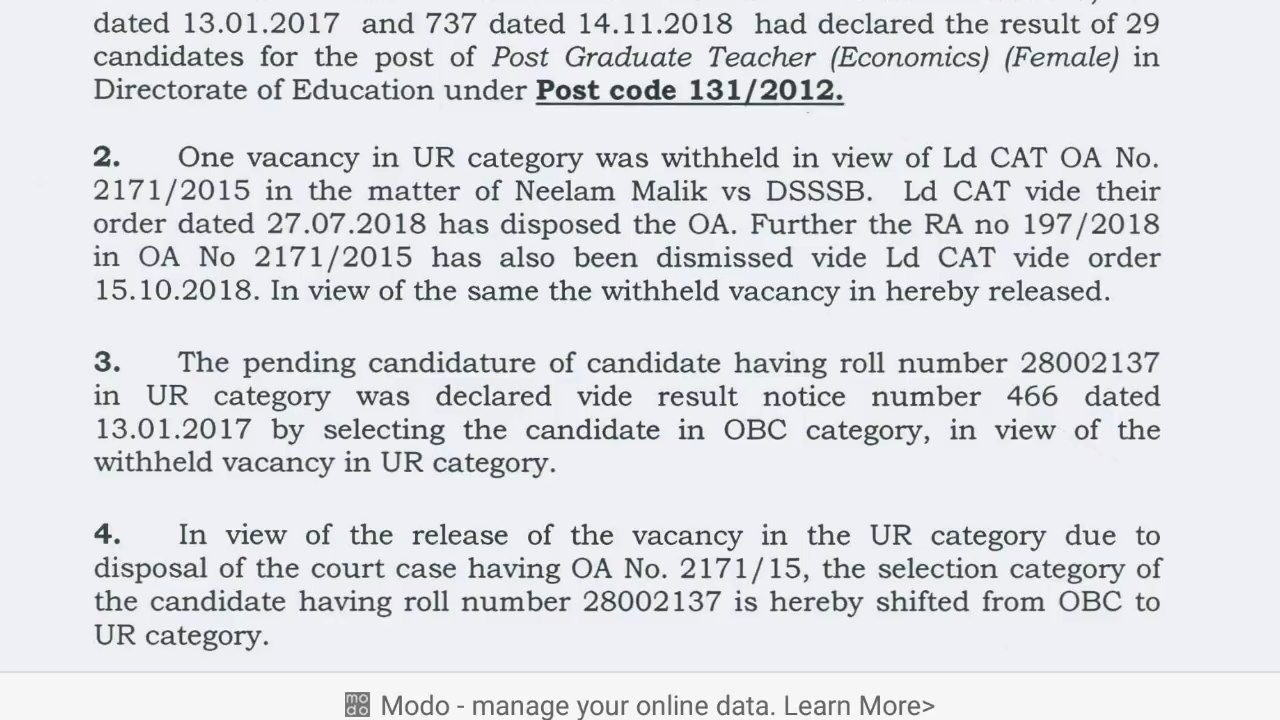 dated 13.01.2017 and 737 dated 14.11.2018 had declared the result of 29
candidates for the post of Post Graduate Teacher (Economics) (Female) in
Directorate of Education under Post code 131/2012.
2. One vacancy in UR category was withheld in view of Ld CAT OA No.
2171/2015 in the matter of Neelam Malik vs DSSSB. Ld CAT vide their
order dated 27.07.2018 has disposed the OA. Further the RA no 197/2018
in OA No 2171/2015 has also been dismissed vide Ld CAT vide order
15.10.2018. In view of the same the withheld vacancy in hereby released.
3. The pending candidature of candidate having roll number 28002137
in UR category was declared vide result notice number 466 dated
13.01.2017 by selecting the candidate in OBC category, in view of the
withheld vacancy in UR category.
4. In view of the release of the vacancy in the UR category due to
disposal of the court case having OA No. 2171/15, the selection category of
the candidate having roll number 28002137 is hereby shifted from OBC to
UR category.
mo do Modo - manage your online data. Learn More>